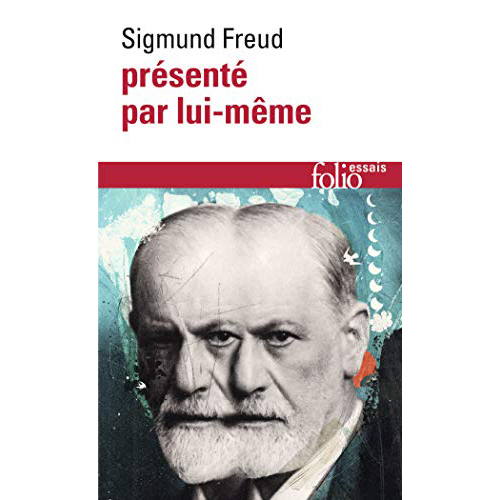 Sigmund Freud
présenté
par lui-même
essais
folio